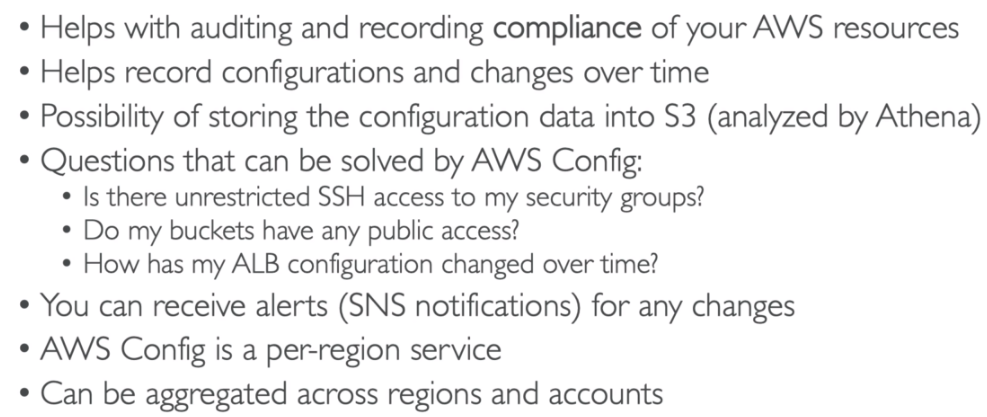 • Helps with auditing and recording compliance of your AWS resources
• Helps record configurations and changes over time
• Possibility of storing the configuration data into S3 (analyzed by Athena)
• Questions that can be solved by AWS Config:
• Is there unrestricted SSH access to my security groups?
• Do my buckets have any public access?
• How has my ALB configuration changed over time?
• You can receive alerts (SNS notifications) for any changes
• AWS Config is a per-region service
• Can be aggregated across regions and accounts